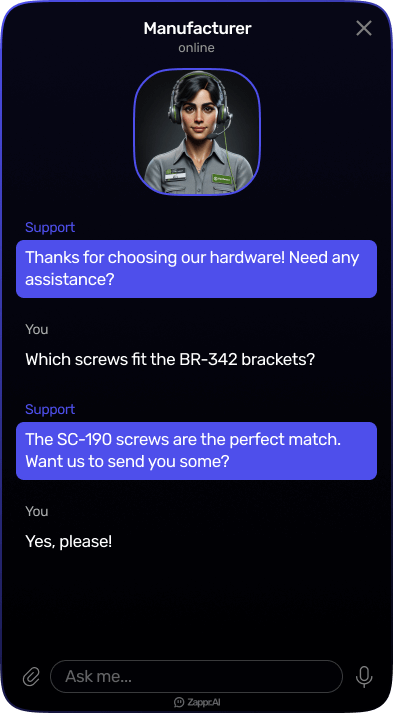 Manufacturer
online
Support
Thanks for choosing our hardware! Need any
assistance?
You
Which screws fit the BR-342 brackets?
Support
The SC-190 screws are the perfect match.
Want us to send you some?
You
Yes, please!
Ask me...
Zappr.AI